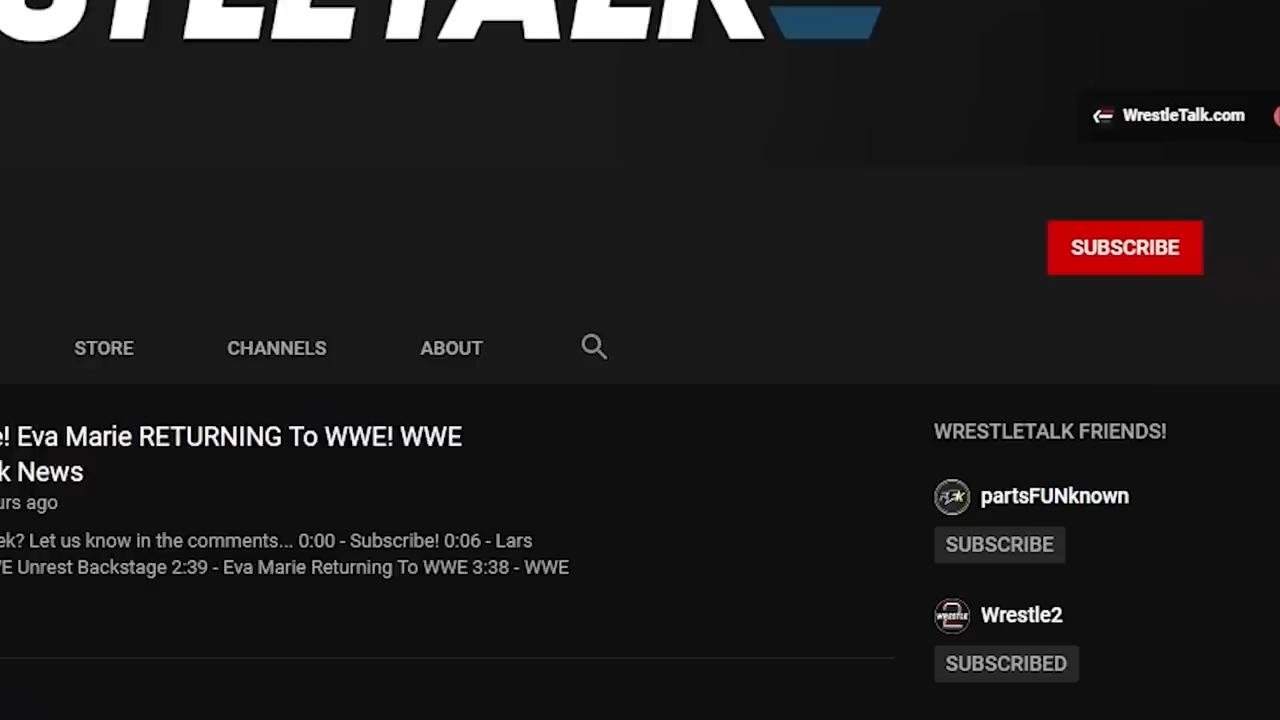 STLETALK
WrestleTalk.com
SUBSCRIBE
STORE
CHANNELS
ABOUT
e! Eva Marie RETURNING To WWE! WWE
k News
urs ago
ek? Let us know in the comments... 0:00 - Subscribe! 0:06 - Lars
E Unrest Backstage 2:39 - Eva Marie Returning To WWE 3:38 - WWE
WRESTLETALK FRIENDS!
partsFUNknown
SUBSCRIBE
Wrestle2
SUBSCRIBED